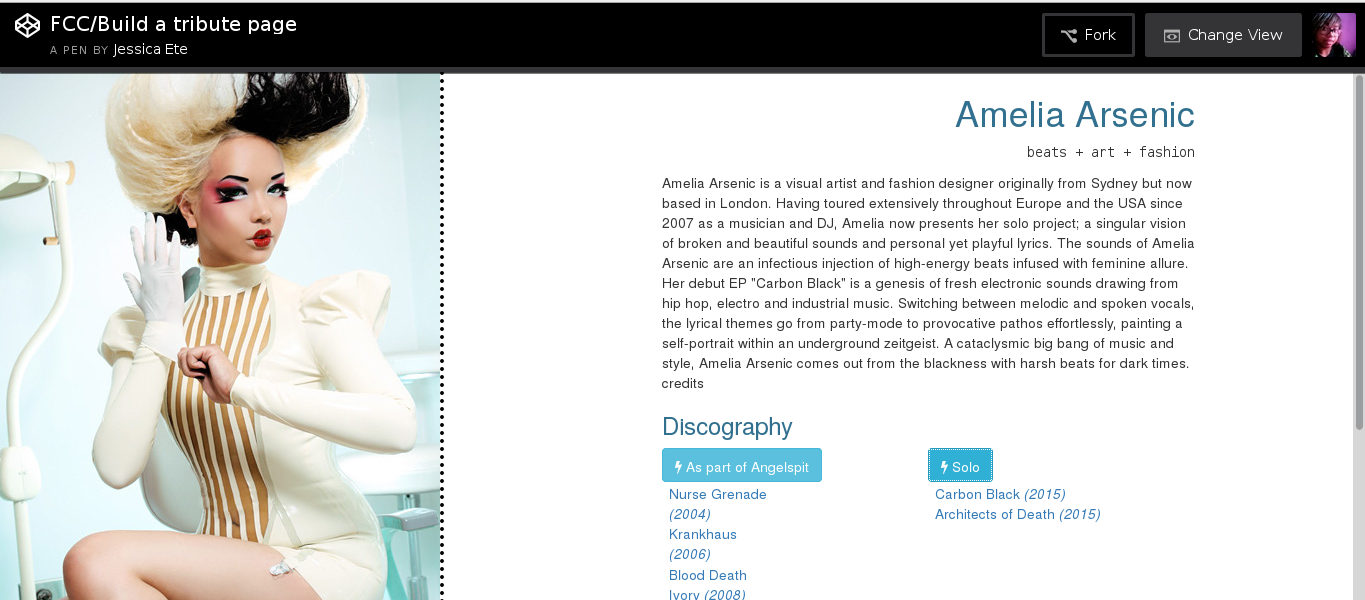 FCC/Build a tribute page
A PEN BY Jessica Ete
Fork
Change View
Amelia Arsenic
beats + art + fashion
Amelia Arsenic is a visual artist and fashion designer originally from Sydney but now
based in London. Having toured extensively throughout Europe and the USA since
2007 as a musician and DJ, Amelia now presents her solo project; a singular vision
of broken and beautiful sounds and personal yet playful lyrics. The sounds of Amelia
Arsenic are an infectious injection of high-energy beats infused with feminine allure.
Her debut EP "Carbon Black" is a genesis of fresh electronic sounds drawing from
hip hop, electro and industrial music. Switching between melodic and spoken vocals,
the lyrical themes go from party-mode to provocative pathos effortlessly, painting a
self-portrait within an underground zeitgeist. A cataclysmic big bang of music and
style, Amelia Arsenic comes out from the blackness with harsh beats for dark times.
credits
Discography
As part of Angelspit
Nurse Grenade
(2004)
Krankhaus
(2006)
Blood Death
Ivory (2008)
Solo
Carbon Black (2015)
Architects of Death (2015)